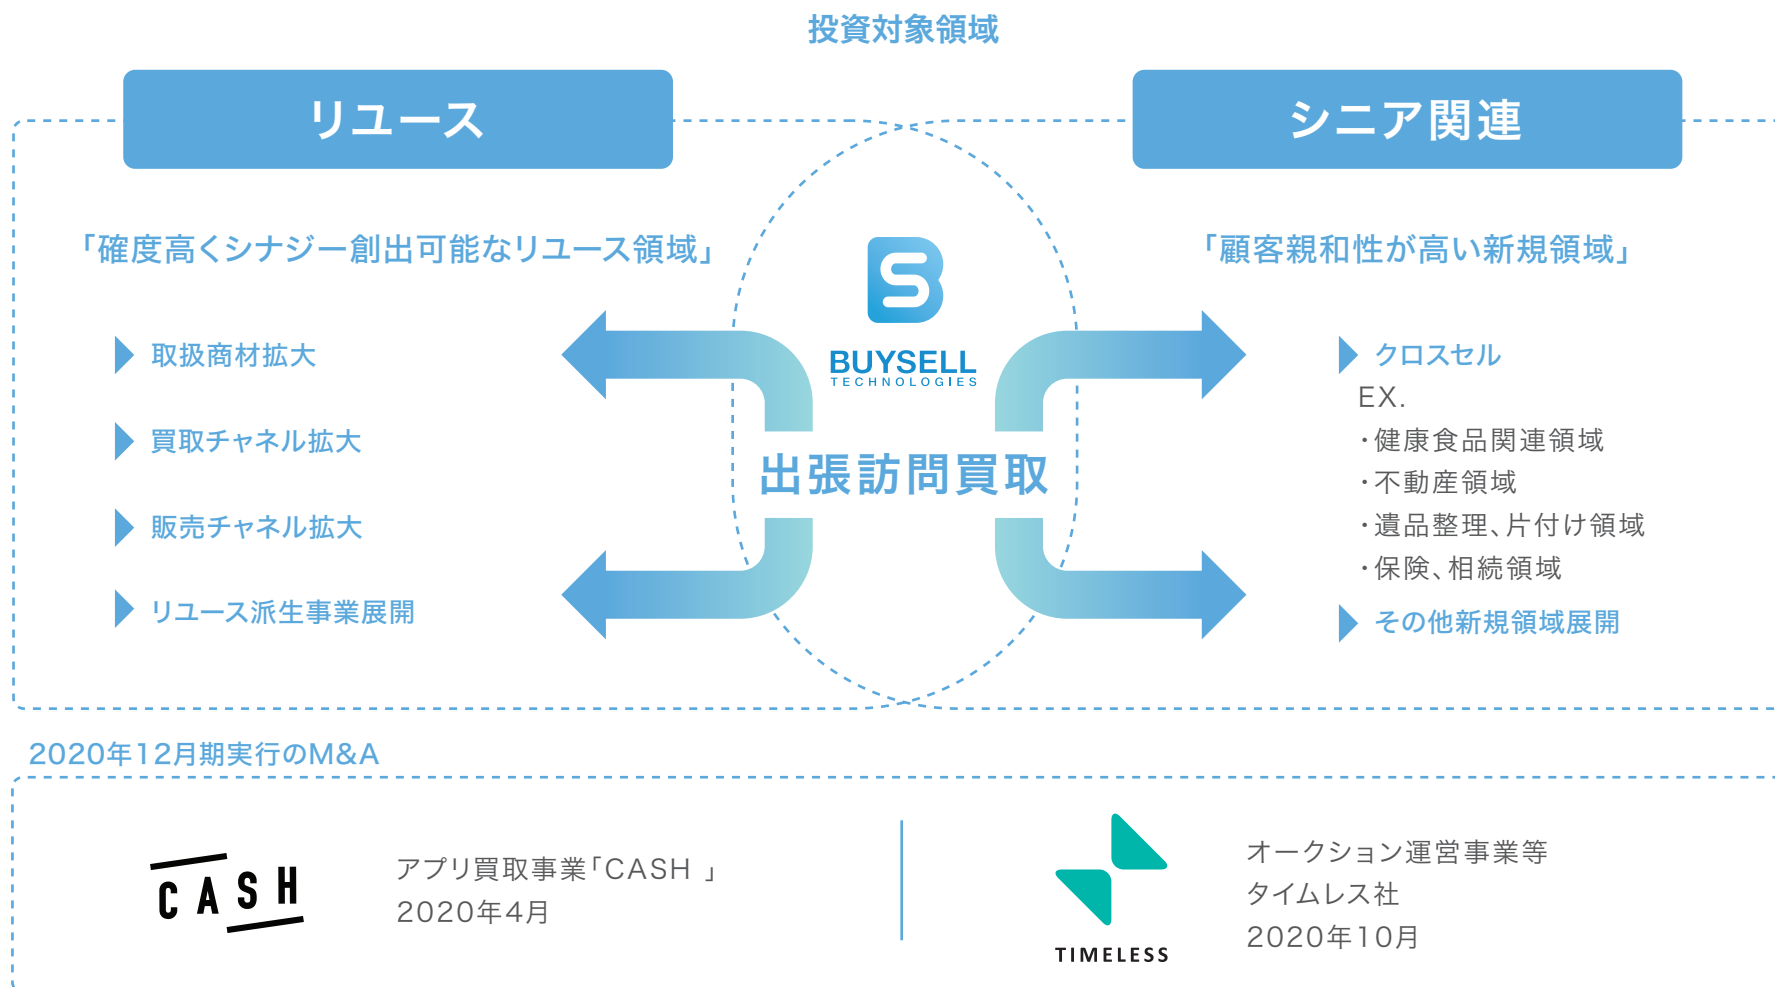 投資対象領域
リユース
シニア関連
「確度高くシナジー創出可能なリユース領域」
取扱商材拡大
買取チャネル拡大
販売チャネル拡大
リユース派生事業展開
BUYSELL
TECHNOLOGIES
出張訪問買取
「顧客親和性が高い新規領域」
クロスセル
EX.
・健康食品関連領域
・不動産領域
・遺品整理、片付け領域
・保険、相続領域
その他新規領域展開
2020年12月期実行のM&A
CASH
アプリ買取事業「CASH 」
2020年4月
TIMELESS
オークション運営事業等
タイムレス社
2020年10月